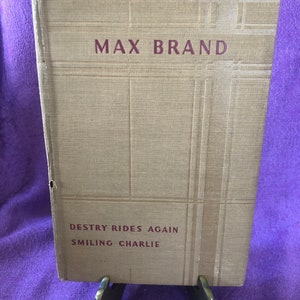 MAX BRAND
DESTRY RIDES AGAIN
SMILING CHARLIE